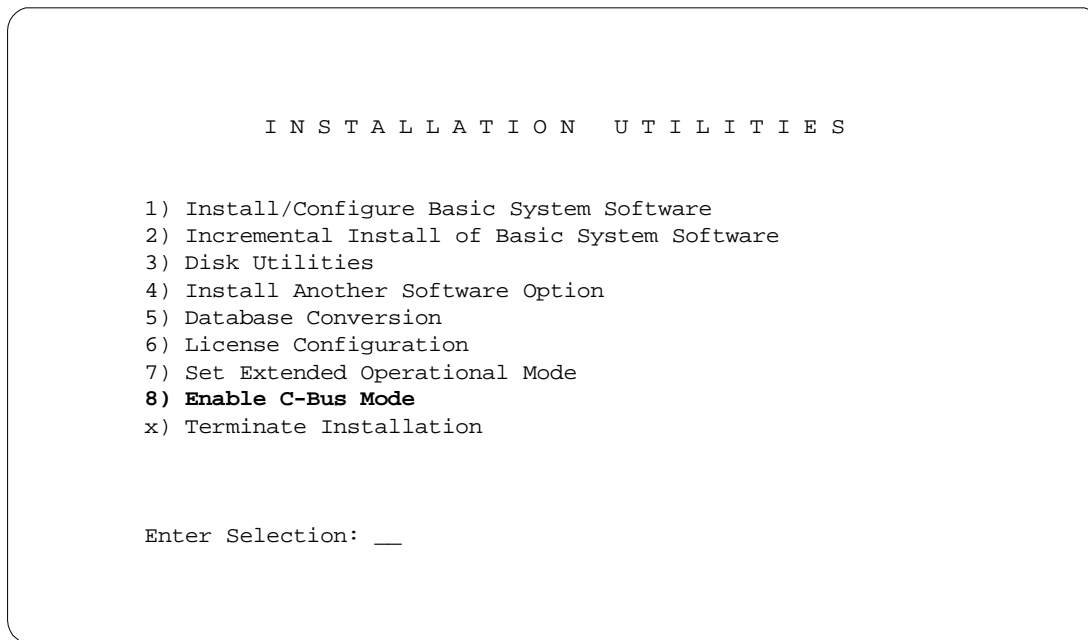 I N S T A L L A T I O N   U T I L I T I E S
1) Install/Configure Basic System Software
2) Incremental Install of Basic System Software
3) Disk Utilities
4) Install Another Software Option
5) Database Conversion
6) License Configuration
7) Set Extended Operational Mode
8) Enable C-Bus Mode
x) Terminate Installation
Enter Selection: __